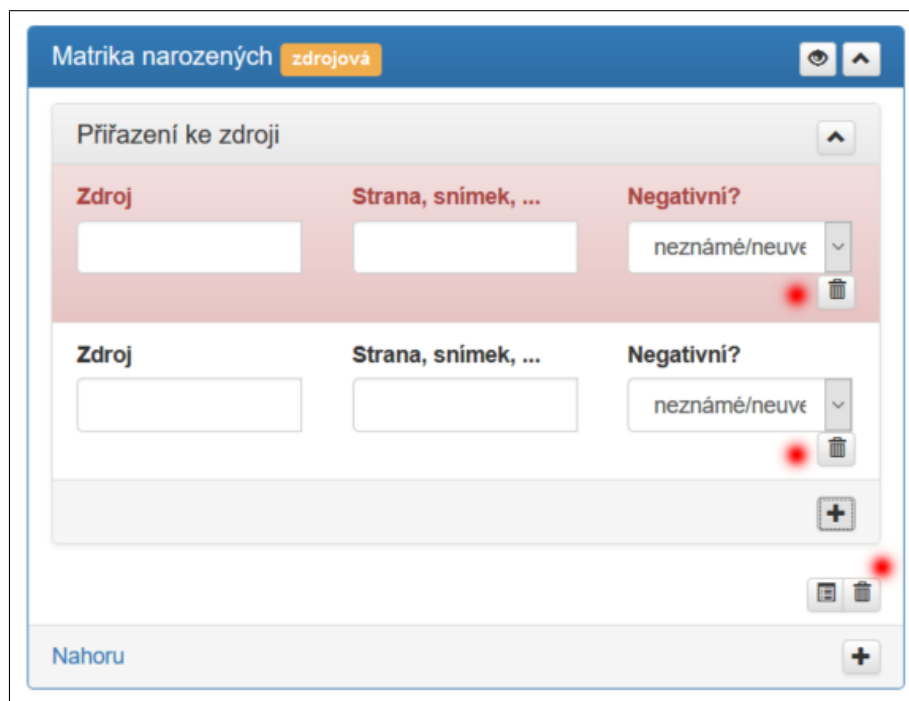 Matrika narozených zdrojová
Přiřazení ke zdroji
Zdroj Strana, snímek, ... Negativní?
neznámé/neuve
Zdroj Strana, snímek, ... Negativní?
neznámé/neuve
Nahoru